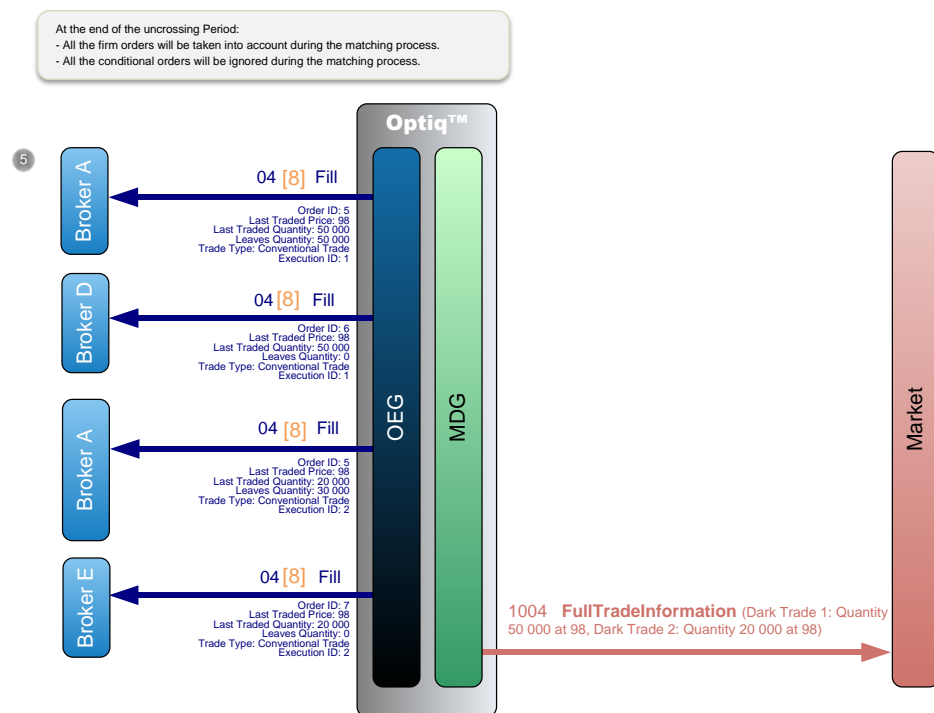 At the end of the uncrossing Period:
- All the firm orders will be taken into account during the matching process.
- All the conditional orders will be ignored during the matching process.
Optiq™
5
Broker A
04 [8] Fill
Order ID: 5
Last Traded Price: 98
Last Traded Quantity: 50 000
Leaves Quantity: 50 000
Trade Type: Conventional Trade
Execution ID: 1
Broker D
04 [8] Fill
Order ID: 6
Last Traded Price: 98
Last Traded Quantity: 50 000
Leaves Quantity: 0
Trade Type: Conventional Trade
Execution ID: 1
OEG
MDG
Market
Broker A
04 [8] Fill
Order ID: 5
Last Traded Price: 98
Last Traded Quantity: 20 000
Leaves Quantity: 30 000
Trade Type: Conventional Trade
Execution ID: 2
Broker E
04 [8] Fill
Order ID: 7
Last Traded Price: 98
Last Traded Quantity: 20 000
Leaves Quantity: 0
Trade Type: Conventional Trade
Execution ID: 2
1004 FullTradeInformation (Dark Trade 1: Quantity
50 000 at 98, Dark Trade 2: Quantity 20 000 at 98)